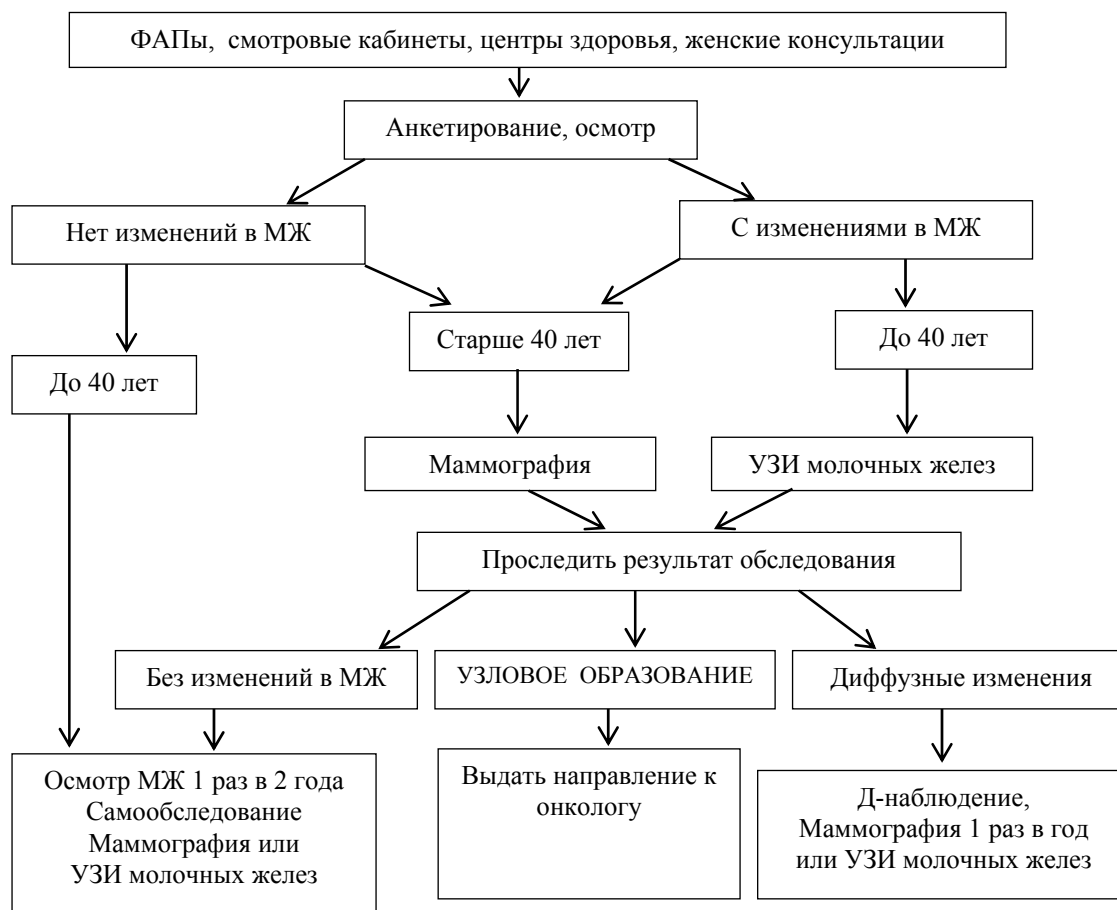 ФАПы, смотровые кабинеты, центры здоровья, женские консультации
Анкетирование, осмотр
Нет изменений в МЖ
С изменениями в МЖ
Старше 40 лет
До 40 лет
До 40 лет
Маммография
УЗИ молочных желез
Проследить результат обследования
Без изменений в МЖ
УЗЛОВОЕ ОБРАЗОВАНИЕ
Диффузные изменения
Осмотр МЖ 1 раз в 2 года
Самообследование
Маммография или
УЗИ молочных желез
Выдать направление к
онкологу
Д-наблюдение,
Маммография 1 раз в год
или УЗИ молочных желез